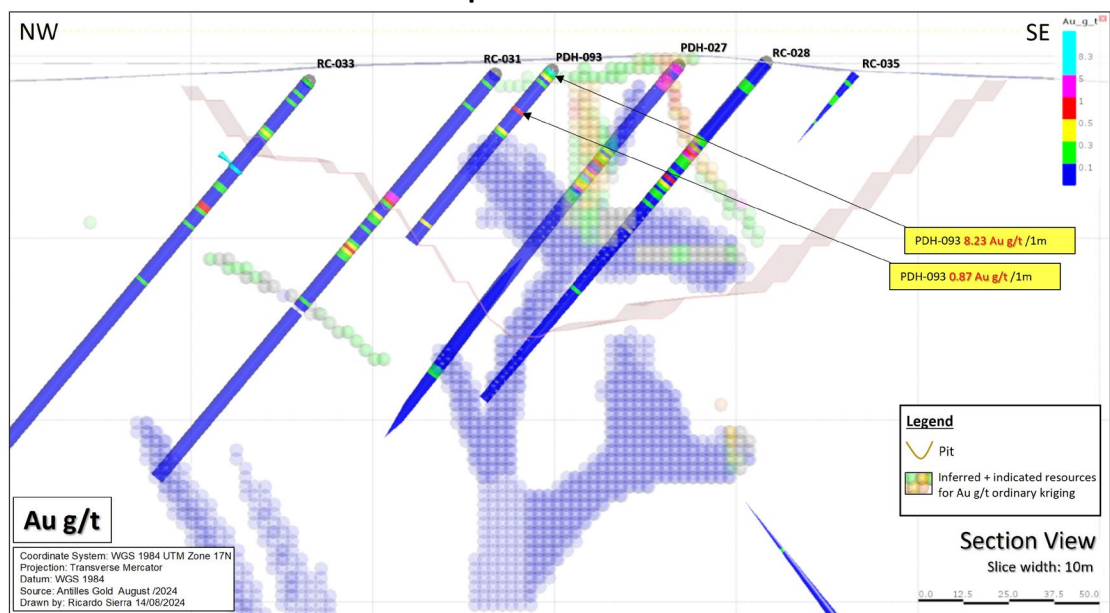 NW
SE
Au_g_t
8.3
5
1
0.5
0.3
0.1
RC-033
RC-031
PDH-093
PDH-027
RC-028
RC-035
PDH-093 8.23 Au g/t /1m
PDH-093 0.87 Au g/t /1m
Legend
Pit
Inferred + indicated resources
for Au g/t ordinary kriging
Au g/t
Coordinate System: WGS 1984 UTM Zone 17N
Projection: Transverse Mercator
Datum: WGS 1984
Source: Antilles Gold August /2024
Drawn by: Ricardo Sierra 14/08/2024
Section View
Slice width: 10m
0.0 12.5 25.0 37.5 50.0